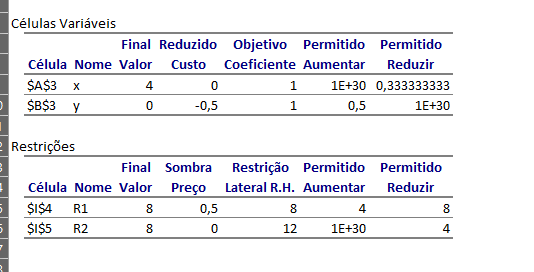 Células Variáveis
Final Reduzido Objetivo Permitido Permitido
Célula Nome Valor Custo Coeficiente Aumentar Reduzir
$A$3 x 4 0 1 1E+30 0,333333333
$B$3 y 0 -0,5 1 0,5 1E+30
Restrições
Final Sombra Restrição Permitido Permitido
Célula Nome Valor Preço Lateral R.H. Aumentar Reduzir
$I$4 R1 8 0,5 8 4 8
$I$5 R2 8 0 12 1E+30 4